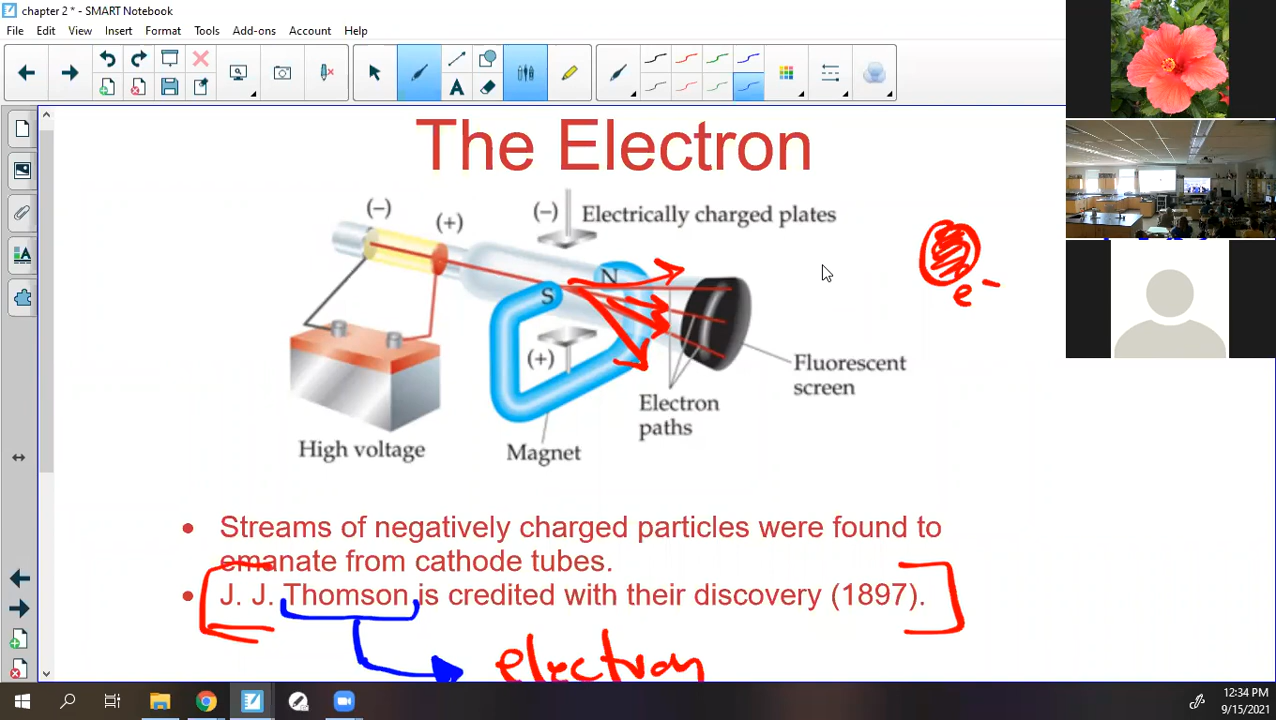 chapter 2 * - SMART Notebook
File Edit View Insert Format Tools Add-ons Account Help
The Electron
(−)
(+)
(−)
Electrically charged plates
N
S
e⁻
(+)
Fluorescent
screen
Electron
paths
High voltage
Magnet
• Streams of negatively charged particles were found to
emanate from cathode tubes.
• J. J. Thomson is credited with their discovery (1897).
electron
12:34 PM
9/15/2021